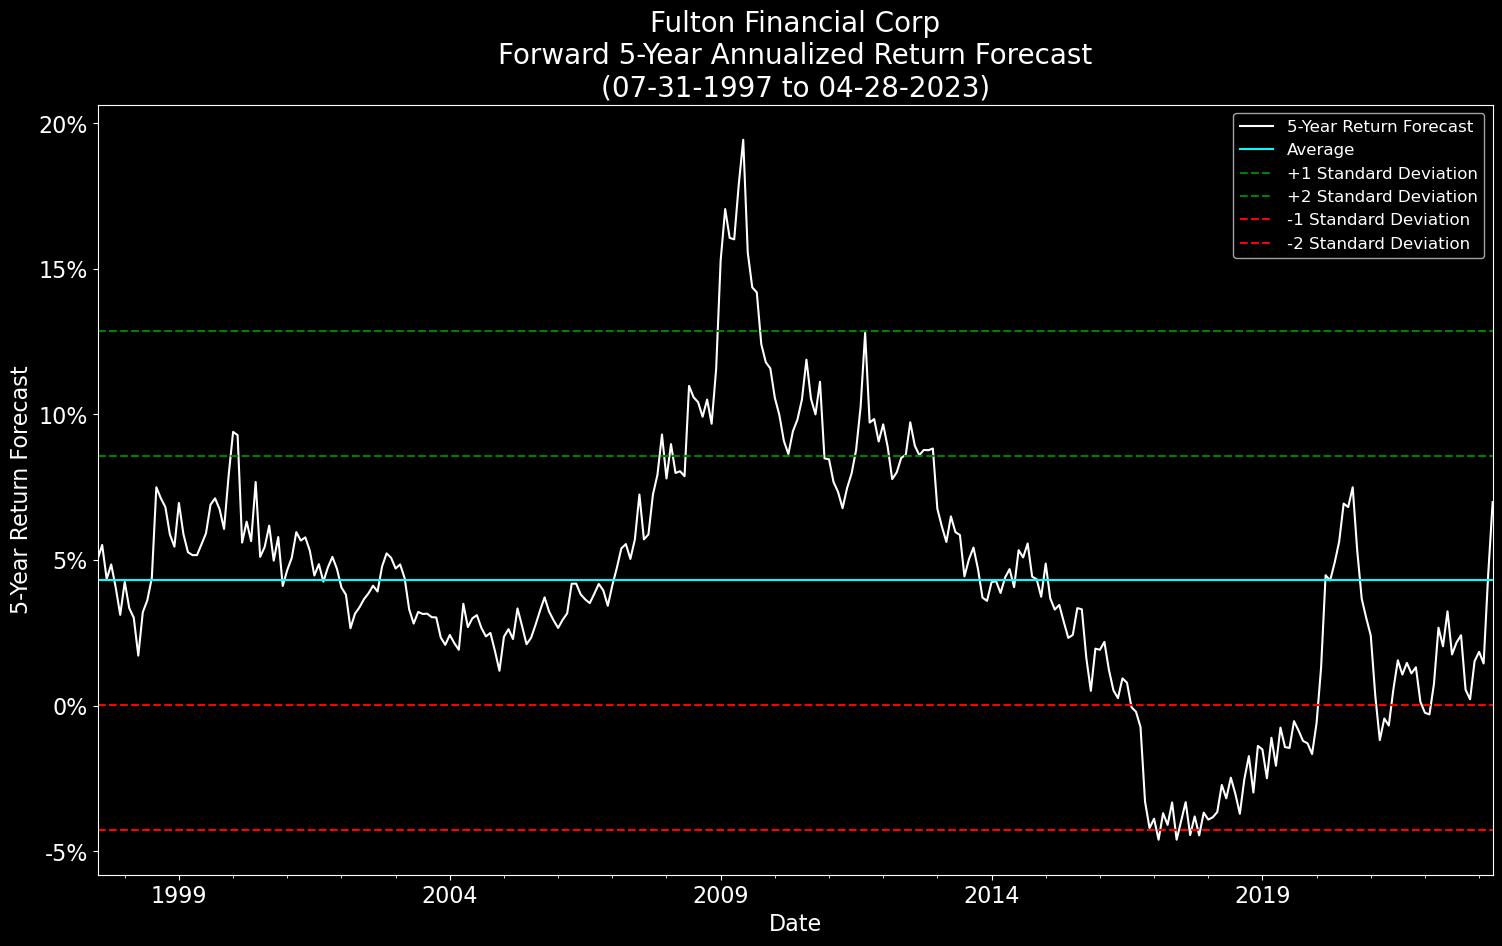 Fulton Financial Corp
Forward 5-Year Annualized Return Forecast
(07-31-1997 to 04-28-2023)
5-Year Return Forecast
Average
+1 Standard Deviation
+2 Standard Deviation
-1 Standard Deviation
-2 Standard Deviation
20%
15%
10%
5%
0%
-5%
5-Year Return Forecast
1999
2004
2009
2014
2019
Date